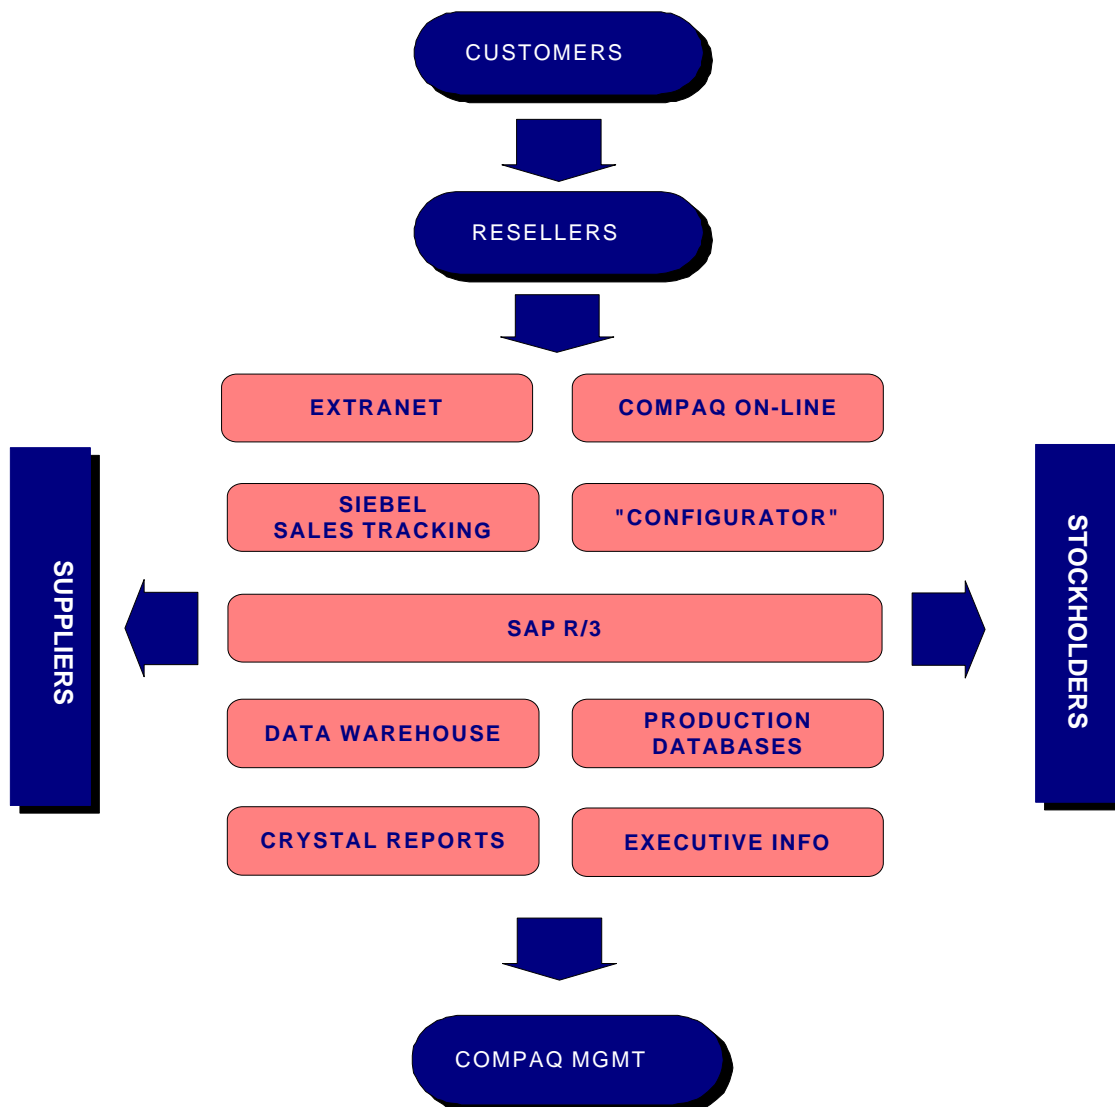 CUSTOMERS
RESELLERS
EXTRANET
COMPAQ ON-LINE
SIEBEL
SALES TRACKING
"CONFIGURATOR"
SUPPLIERS
SAP R/3
STOCKHOLDERS
DATA WAREHOUSE
PRODUCTION
DATABASES
CRYSTAL REPORTS
EXECUTIVE INFO
COMPAQ MGMT